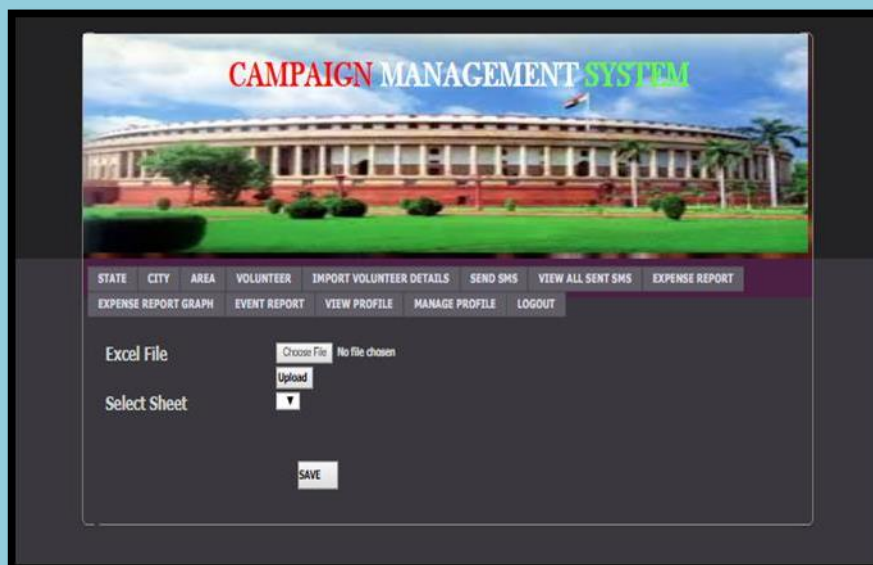 CAMPAIGN MANAGEMENT SYSTEM
STATE CITY AREA VOLUNTEER IMPORT VOLUNTEER DETAILS SEND SMS VIEW ALL SENT SMS EXPENSE REPORT
EXPENSE REPORT GRAPH EVENT REPORT VIEW PROFILE MANAGE PROFILE LOGOUT
Excel File Choose File No file chosen
Upload
Select Sheet
SAVE